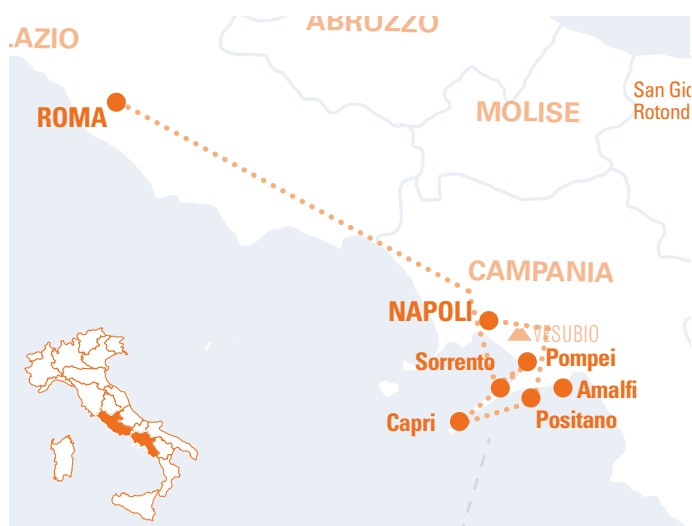 ABRUZZO
LAZIO
ROMA
MOLISE
San Gio
Rotond
CAMPANIA
NAPOLI
VESUBIO
Sorrento
Pompei
Amalfi
Capri
Positano